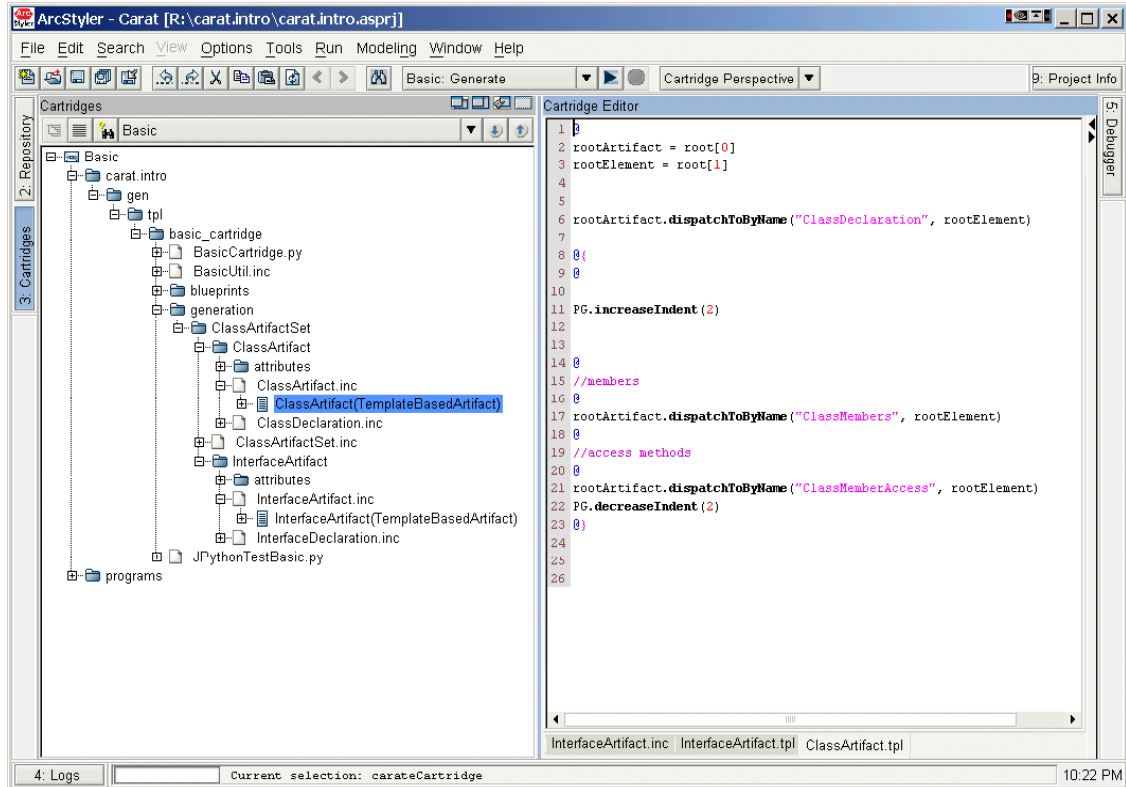 ArcStyler - Carat [R:\carat.intro\carat.intro.asprj]
File Edit Search View Options Tools Run Modeling Window Help
Basic: Generate Cartridge Perspective 9: Project Info
2: Repository
3: Cartridges
Cartridges
Basic
Basic
carat.intro
gen
tpl
basic_cartridge
BasicCartridge.py
BasicUtil.inc
blueprints
generation
ClassArtifactSet
ClassArtifact
attributes
ClassArtifact.inc
ClassArtifact(TemplateBasedArtifact)
ClassDeclaration.inc
ClassArtifactSet.inc
InterfaceArtifact
attributes
InterfaceArtifact.inc
InterfaceArtifact(TemplateBasedArtifact)
InterfaceDeclaration.inc
JPythonTestBasic.py
programs
Cartridge Editor
1 @
2 rootArtifact = root[0]
3 rootElement = root[1]
4
5
6 rootArtifact.dispatchToByName("ClassDeclaration", rootElement)
7
8 @{
9 @
10
11 PG.increaseIndent(2)
12
13
14 @
15 //members
16 @
17 rootArtifact.dispatchToByName("ClassMembers", rootElement)
18 @
19 //access methods
20 @
21 rootArtifact.dispatchToByName("ClassMemberAccess", rootElement)
22 PG.decreaseIndent(2)
23 @}
24
25
26
InterfaceArtifact.inc InterfaceArtifact.tpl ClassArtifact.tpl
5: Debugger
4: Logs Current selection: carateCartridge 10:22 PM